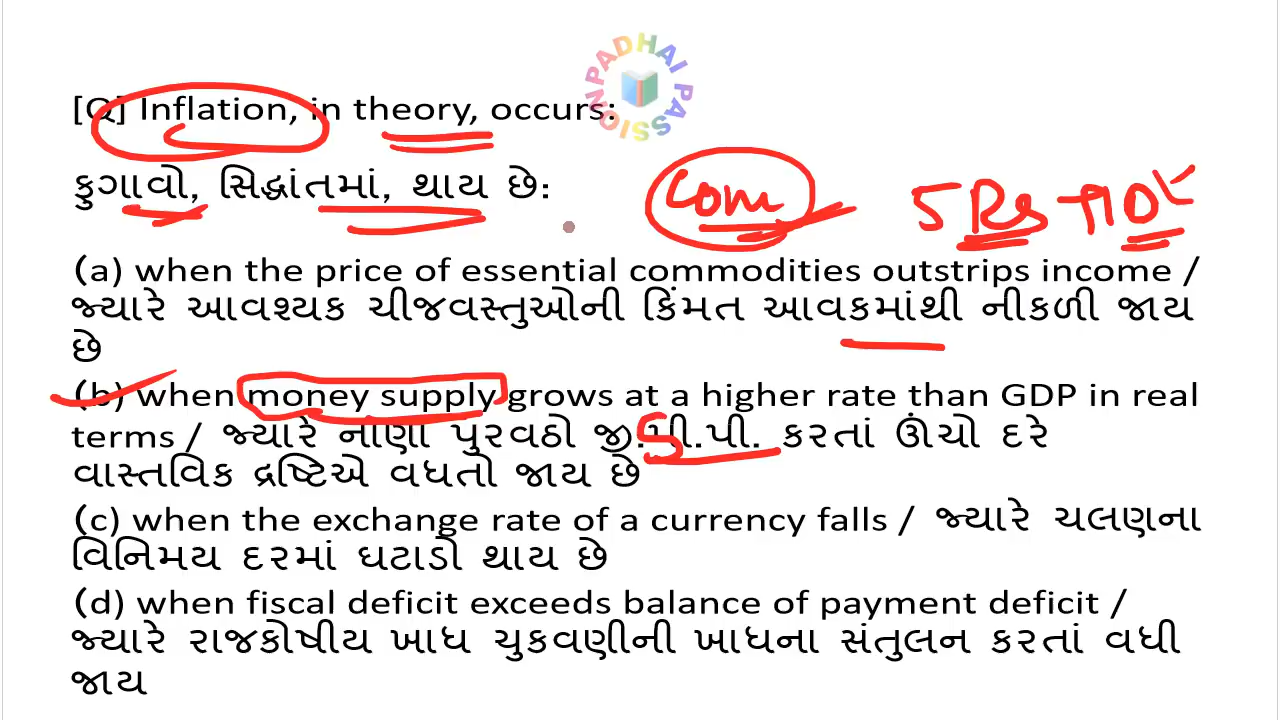 PADHAI PASSION
[Q] Inflation, in theory, occurs:
ફુગાવો, સિદ્ધાંતમાં, થાય છે:
Com 5 Rs → 10
(a) when the price of essential commodities outstrips income /
જ્યારે આવશ્યક ચીજવસ્તુઓની કિંમત આવકમાંથી નીકળી જાય
છે
(b) when money supply grows at a higher rate than GDP in real
terms / જ્યારે નાણા પુરવઠો જી.પી. કરતાં ઊંચો દરે
વાસ્તવિક દ્રષ્ટિએ વધતો જાય છે
(c) when the exchange rate of a currency falls / જ્યારે ચલણના
વિનિમય દરમાં ઘટાડો થાય છે
(d) when fiscal deficit exceeds balance of payment deficit /
જ્યારે રાજકોષીય ખાધ ચુકવણીની ખાધના સંતુલન કરતાં વધી
જાય